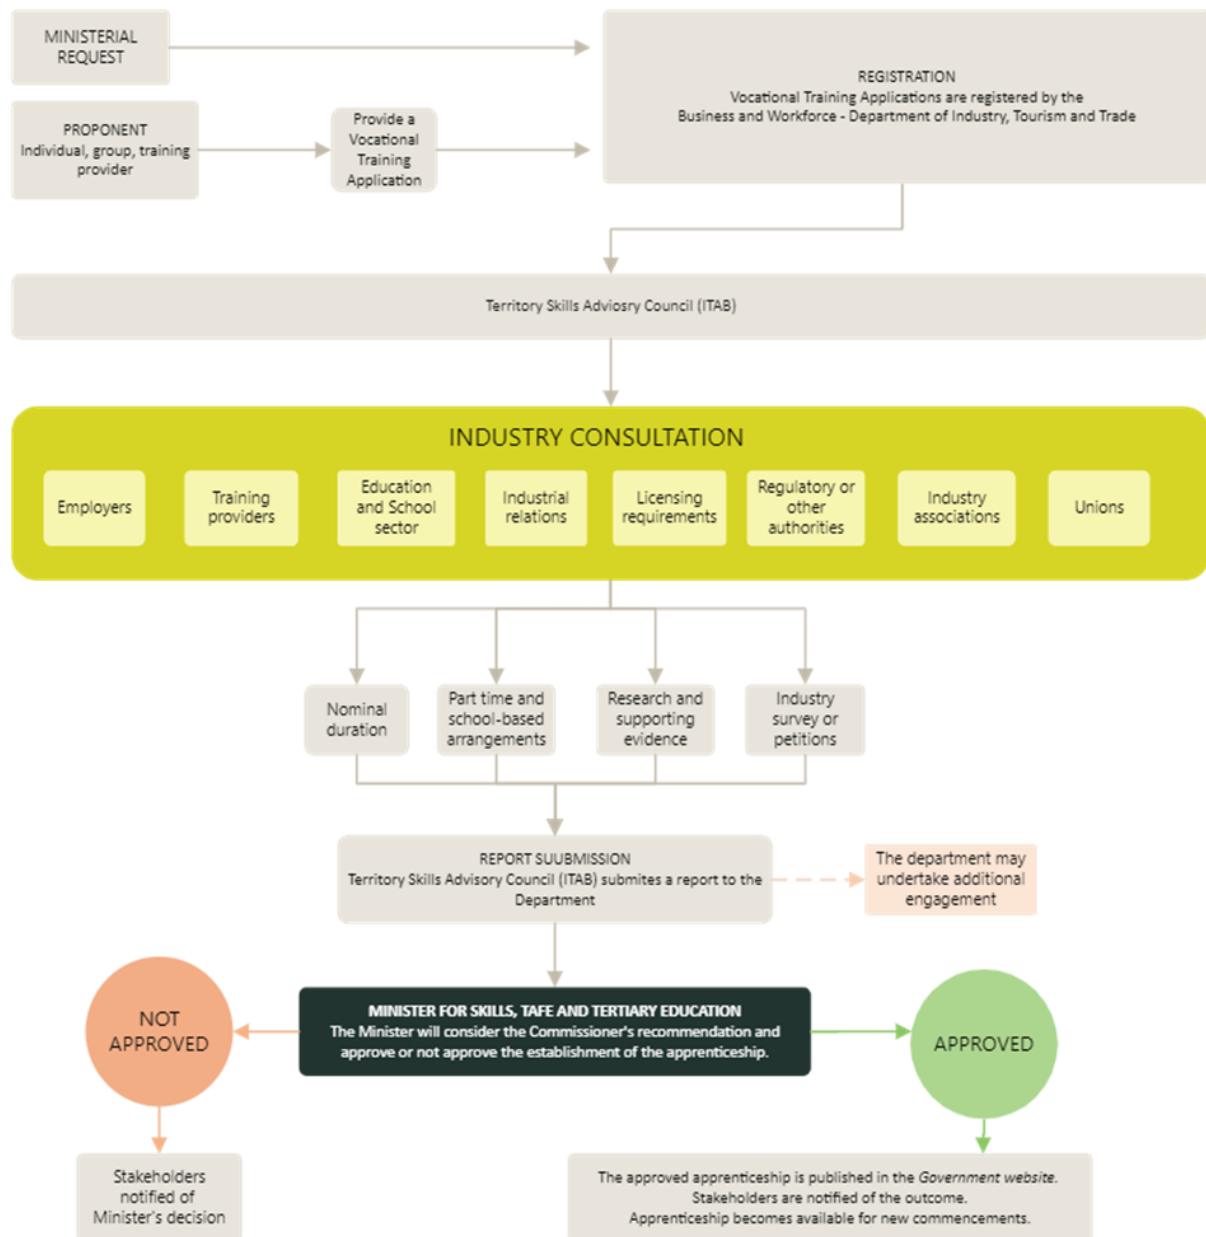 MINISTERIAL
REQUEST
REGISTRATION
Vocational Training Applications are registered by the
Business and Workforce - Department of Industry, Tourism and Trade
PROPONENT
Individual, group, training
provider
Provide a
Vocational
Training
Application
Territory Skills Adviosry Council (ITAB)
INDUSTRY CONSULTATION
Employers
Training
providers
Education
and School
sector
Industrial
relations
Licensing
requirements
Regulatory or
other
authorities
Industry
associations
Unions
Nominal
duration
Part time and
school-based
arrangements
Research and
supporting
evidence
Industry
survey or
petitions
REPORT SUUBMISSION
Territory Skills Advisory Council (ITAB) submites a report to the
Department
The department may
undertake additional
engagement
NOT
APPROVED
MINISTER FOR SKILLS, TAFE AND TERTIARY EDUCATION
The Minister will consider the Commissioner's recommendation and
approve or not approve the establishment of the apprenticeship.
APPROVED
Stakeholders
notified of
Minister's decision
The approved apprenticeship is published in the Government website.
Stakeholders are notified of the outcome.
Apprenticeship becomes available for new commencements.